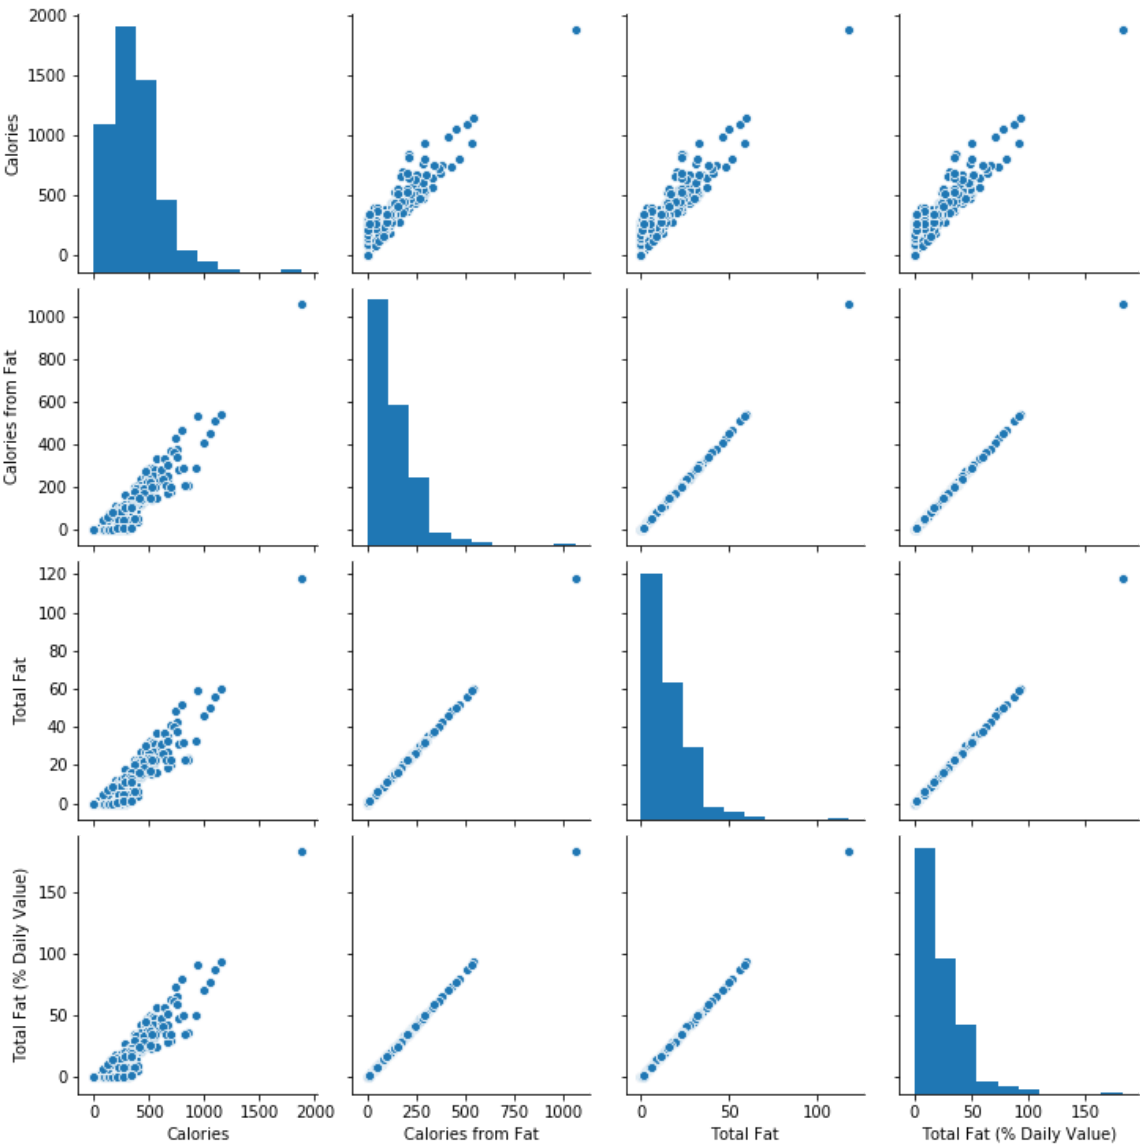 2000
1500
1000
500
0
Calories
1000
800
600
400
200
0
Calories from Fat
120
100
80
60
40
20
0
Total Fat
150
100
50
0
Total Fat (% Daily Value)
0 500 1000 1500 2000
Calories
0 250 500 750 1000
Calories from Fat
0 50 100
Total Fat
0 50 100 150
Total Fat (% Daily Value)